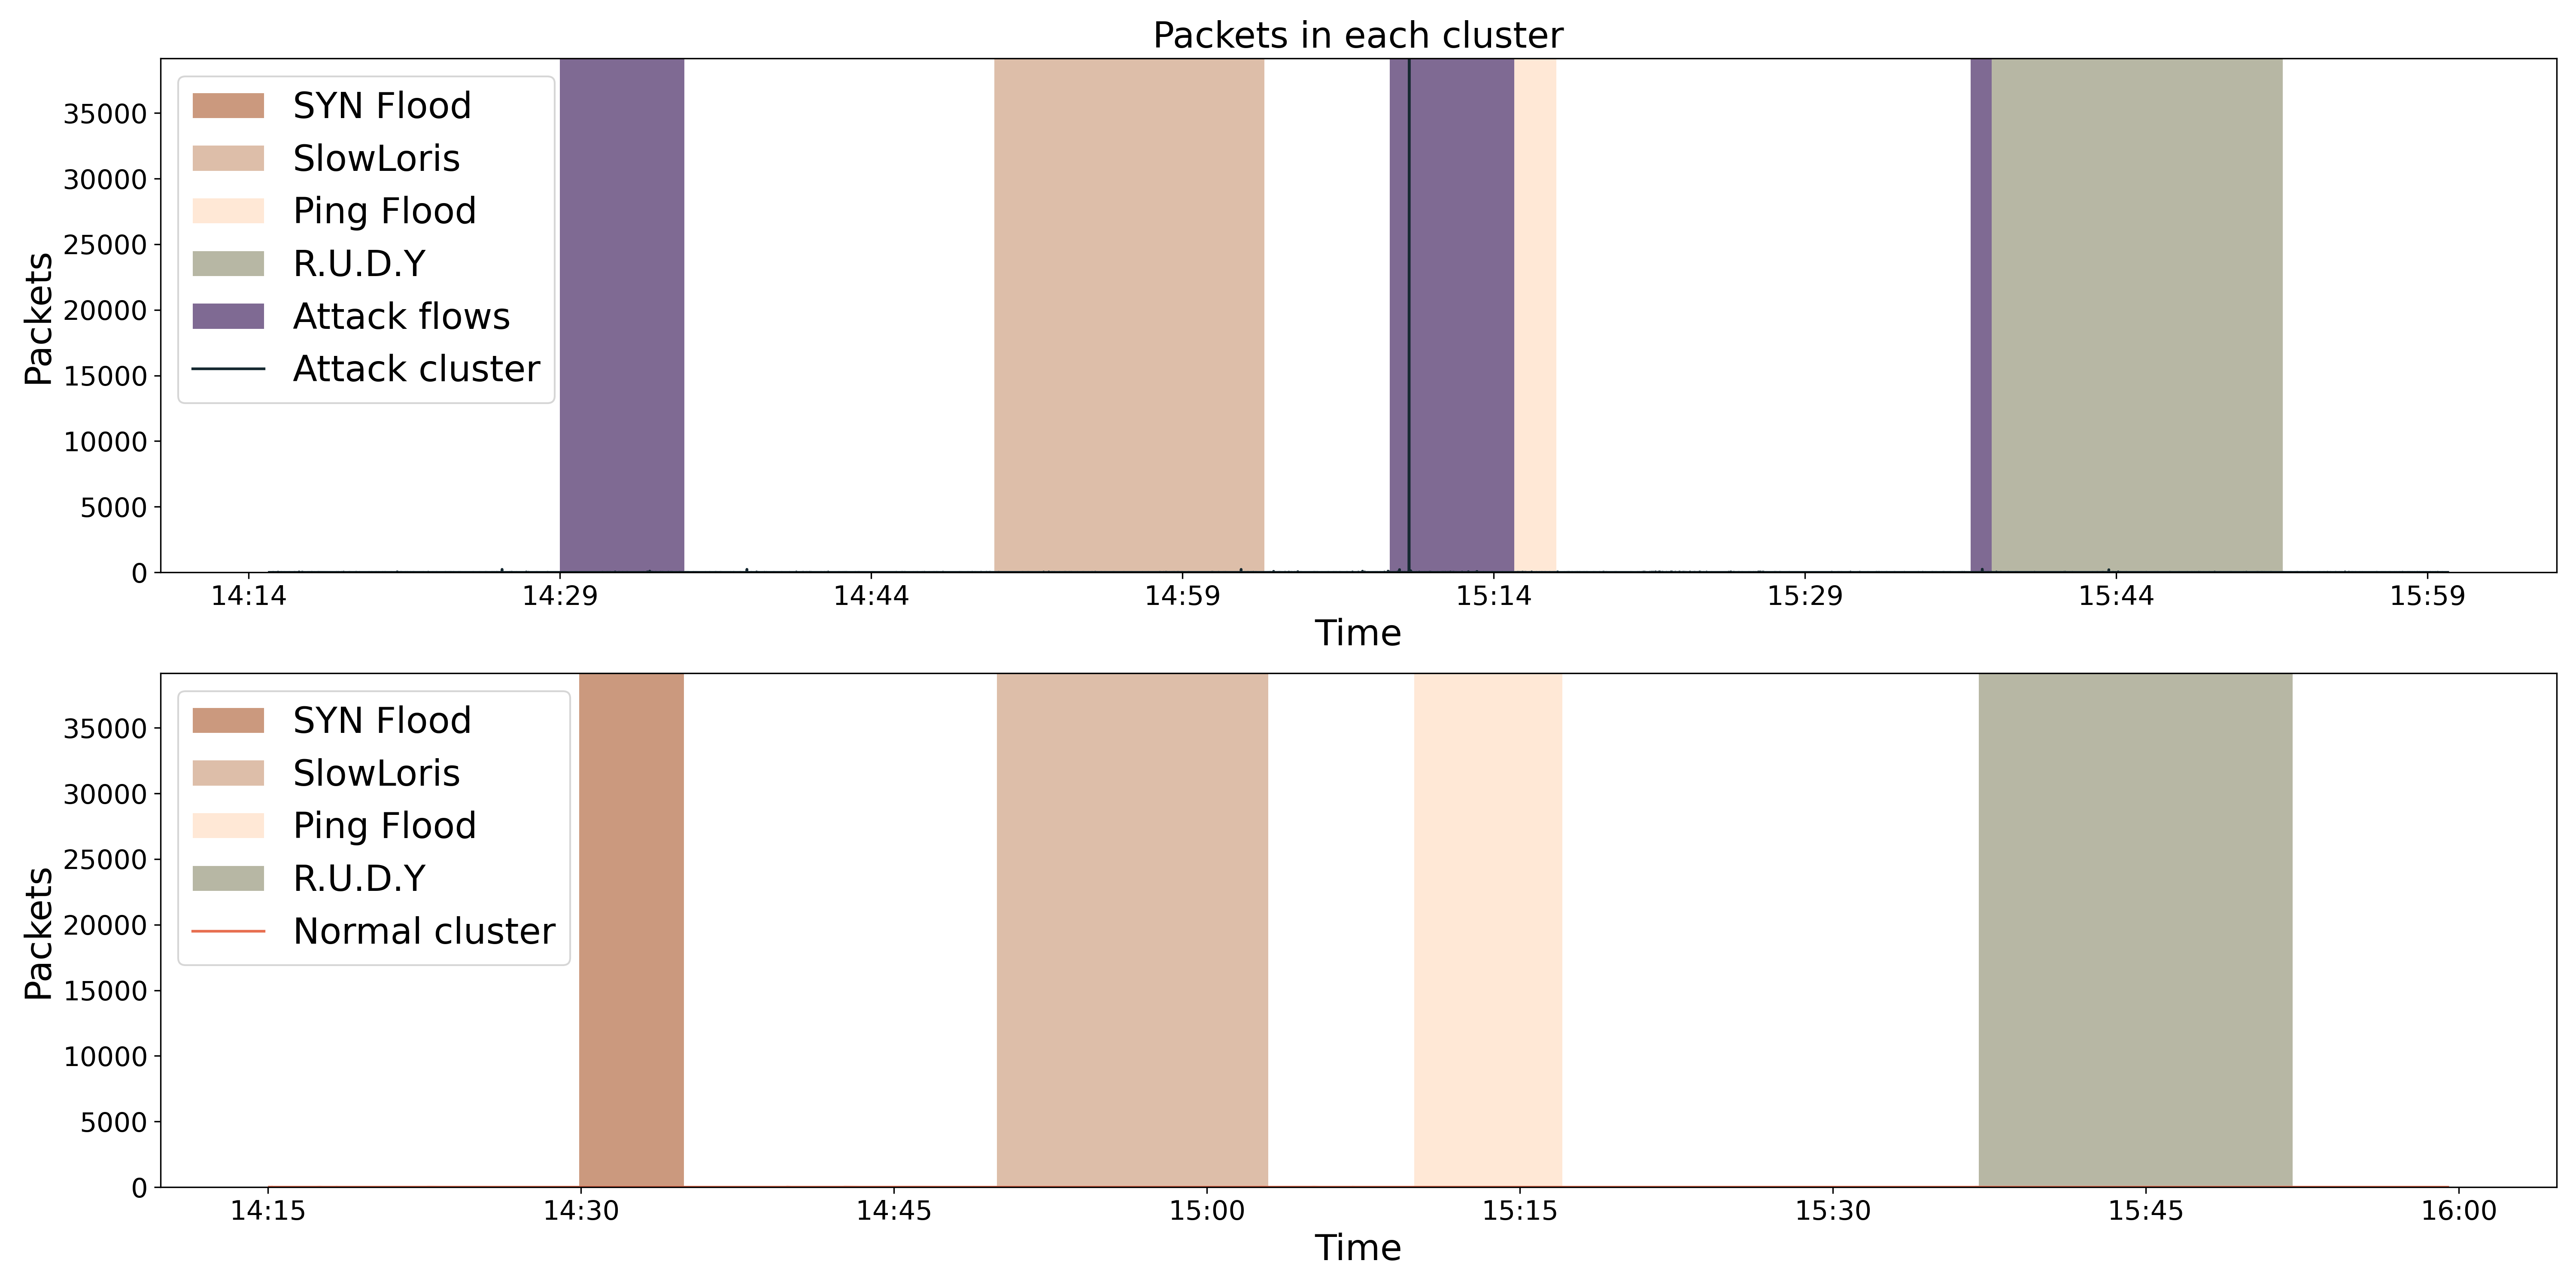 Packets in each cluster
SYN Flood
SlowLoris
Ping Flood
R.U.D.Y
Attack flows
Attack cluster
Packets
35000
30000
25000
20000
15000
10000
5000
0
14:14 14:29 14:44 14:59 15:14 15:29 15:44 15:59
Time
SYN Flood
SlowLoris
Ping Flood
R.U.D.Y
Normal cluster
Packets
35000
30000
25000
20000
15000
10000
5000
0
14:15 14:30 14:45 15:00 15:15 15:30 15:45 16:00
Time